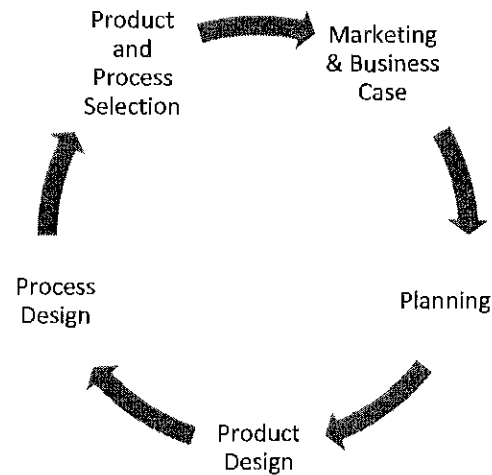 Product
and
Process
Selection
Marketing
& Business
Case
Planning
Product
Design
Process
Design